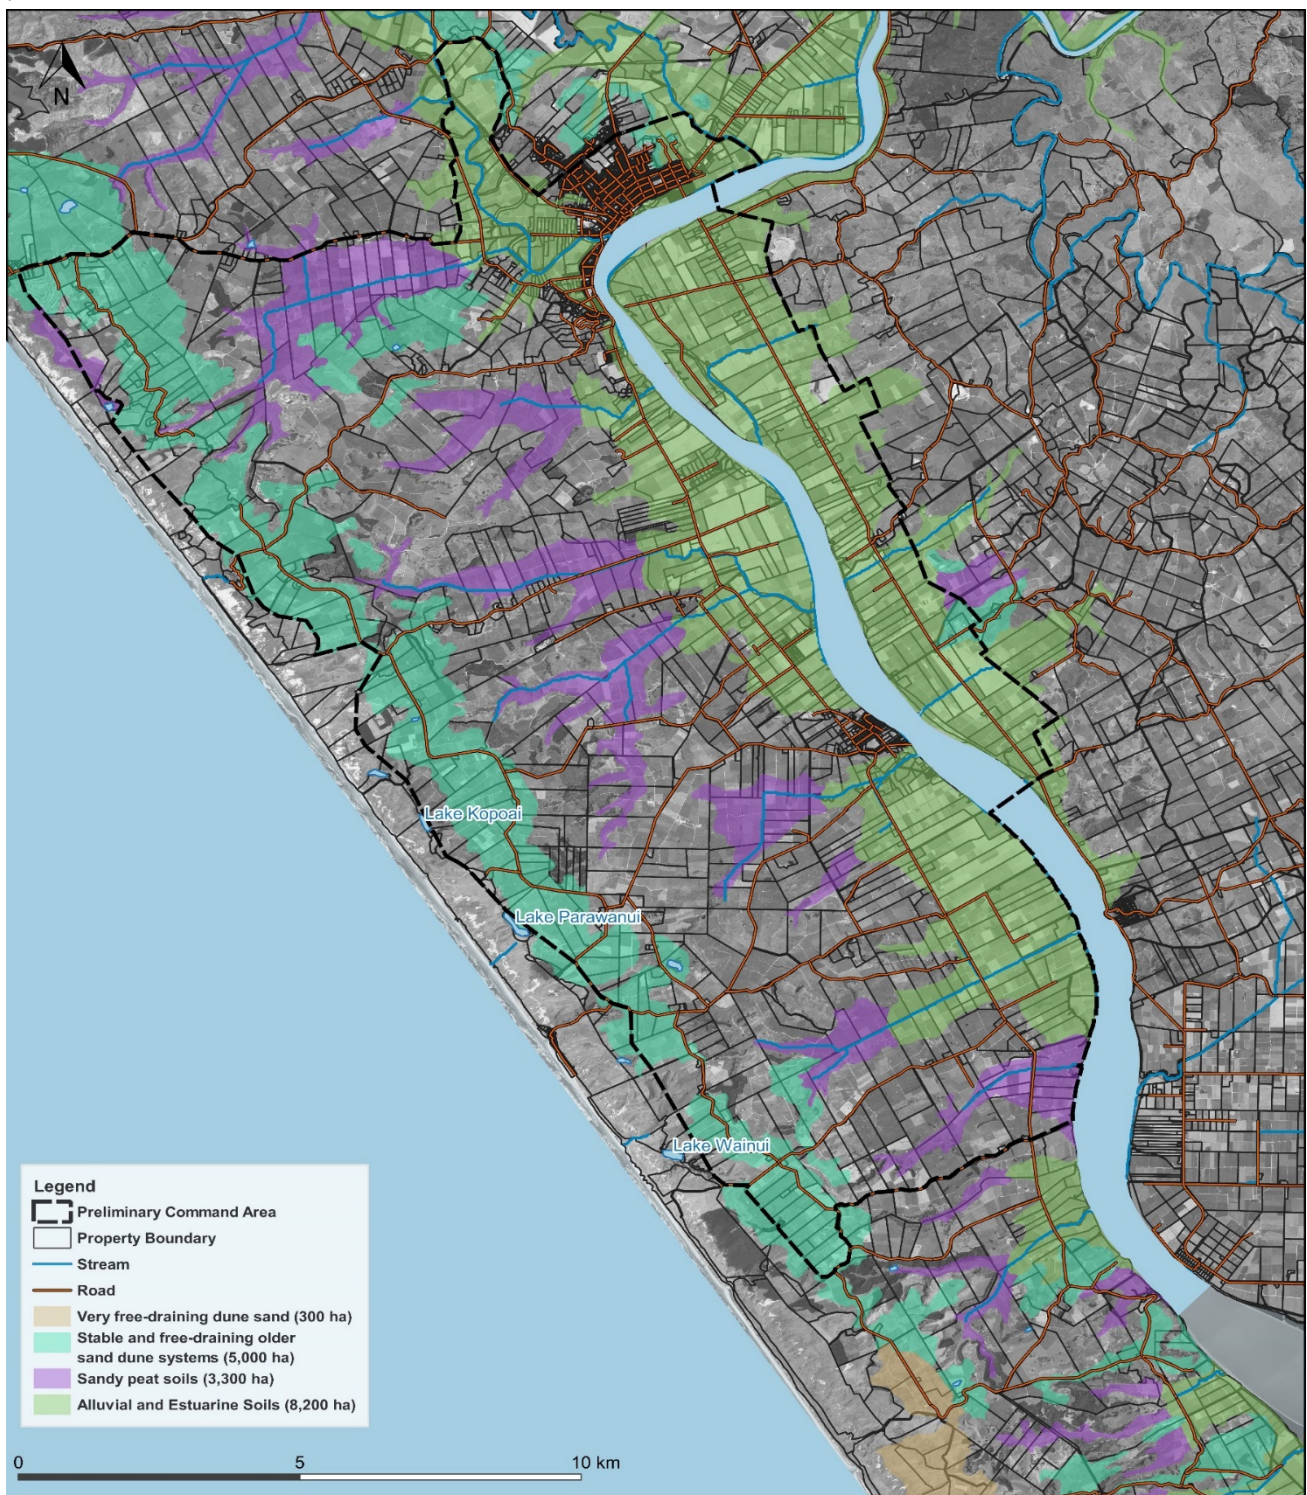 N
Lake Kopoai
Lake Parawanui
Lake Wainui
Legend
Preliminary Command Area
Property Boundary
Stream
Road
Very free-draining dune sand (300 ha)
Stable and free-draining older
sand dune systems (5,000 ha)
Sandy peat soils (3,300 ha)
Alluvial and Estuarine Soils (8,200 ha)
0 5 10 km